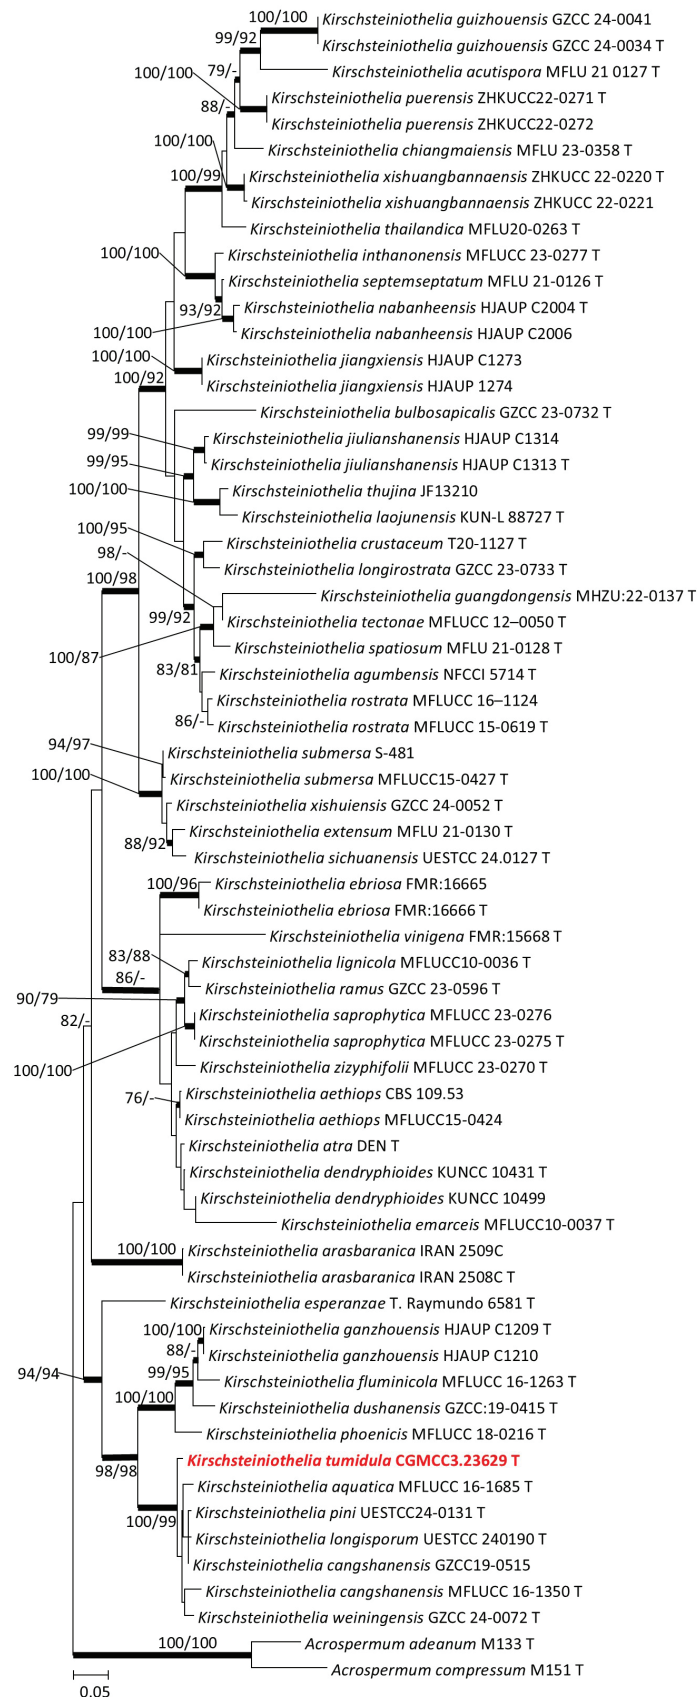 100/100
Kirschsteiniothelia guizhouensis GZCC 24-0041
99/92
Kirschsteiniothelia guizhouensis GZCC 24-0034 T
79/-
Kirschsteiniothelia acutispora MFLU 21 0127 T
100/100
Kirschsteiniothelia puerensis ZHKUCC22-0271 T
88/-
Kirschsteiniothelia puerensis ZHKUCC22-0272
100/100
Kirschsteiniothelia chiangmaiensis MFLU 23-0358 T
100/99
Kirschsteiniothelia xishuangbannaensis ZHKUCC 22-0220 T
Kirschsteiniothelia xishuangbannaensis ZHKUCC 22-0221
Kirschsteiniothelia thailandica MFLU20-0263 T
100/100
Kirschsteiniothelia inthanonensis MFLUCC 23-0277 T
Kirschsteiniothelia septemseptatum MFLU 21-0126 T
93/92
Kirschsteiniothelia nabanheensis HJAUP C2004 T
100/100
Kirschsteiniothelia nabanheensis HJAUP C2006
100/100
Kirschsteiniothelia jiangxiensis HJAUP C1273
100/92
Kirschsteiniothelia jiangxiensis HJAUP 1274
Kirschsteiniothelia bulbosapicalis GZCC 23-0732 T
99/99
Kirschsteiniothelia jiulianshanensis HJAUP C1314
99/95
Kirschsteiniothelia jiulianshanensis HJAUP C1313 T
100/100
Kirschsteiniothelia thujina JF13210
Kirschsteiniothelia laojunensis KUN-L 88727 T
100/95
Kirschsteiniothelia crustaceum T20-1127 T
98/-
Kirschsteiniothelia longirostrata GZCC 23-0733 T
100/98
Kirschsteiniothelia guangdongensis MHZU:22-0137 T
99/92
Kirschsteiniothelia tectonae MFLUCC 12–0050 T
100/87
Kirschsteiniothelia spatiosum MFLU 21-0128 T
83/81
Kirschsteiniothelia agumbensis NFCCI 5714 T
Kirschsteiniothelia rostrata MFLUCC 16–1124
86/-
Kirschsteiniothelia rostrata MFLUCC 15-0619 T
94/97
Kirschsteiniothelia submersa S-481
100/100
Kirschsteiniothelia submersa MFLUCC15-0427 T
Kirschsteiniothelia xishuiensis GZCC 24-0052 T
88/92
Kirschsteiniothelia extensum MFLU 21-0130 T
Kirschsteiniothelia sichuanensis UESTCC 24.0127 T
100/96
Kirschsteiniothelia ebriosa FMR:16665
Kirschsteiniothelia ebriosa FMR:16666 T
Kirschsteiniothelia vinigena FMR:15668 T
83/88
Kirschsteiniothelia lignicola MFLUCC10-0036 T
86/-
Kirschsteiniothelia ramus GZCC 23-0596 T
90/79
Kirschsteiniothelia saprophytica MFLUCC 23-0276
82/-
Kirschsteiniothelia saprophytica MFLUCC 23-0275 T
100/100
Kirschsteiniothelia zizyphifolii MFLUCC 23-0270 T
76/-
Kirschsteiniothelia aethiops CBS 109.53
Kirschsteiniothelia aethiops MFLUCC15-0424
Kirschsteiniothelia atra DEN T
Kirschsteiniothelia dendryphioides KUNCC 10431 T
Kirschsteiniothelia dendryphioides KUNCC 10499
Kirschsteiniothelia emarceis MFLUCC10-0037 T
100/100
Kirschsteiniothelia arasbaranica IRAN 2509C
Kirschsteiniothelia arasbaranica IRAN 2508C T
Kirschsteiniothelia esperanzae T. Raymundo 6581 T
100/100
Kirschsteiniothelia ganzhouensis HJAUP C1209 T
88/-
Kirschsteiniothelia ganzhouensis HJAUP C1210
94/94
99/95
Kirschsteiniothelia fluminicola MFLUCC 16-1263 T
100/100
Kirschsteiniothelia dushanensis GZCC:19-0415 T
Kirschsteiniothelia phoenicis MFLUCC 18-0216 T
98/98
Kirschsteiniothelia tumidula CGMCC3.23629 T
Kirschsteiniothelia aquatica MFLUCC 16-1685 T
100/99
Kirschsteiniothelia pini UESTCC24-0131 T
Kirschsteiniothelia longisporum UESTCC 240190 T
Kirschsteiniothelia cangshanensis GZCC19-0515
Kirschsteiniothelia cangshanensis MFLUCC 16-1350 T
Kirschsteiniothelia weiningensis GZCC 24-0072 T
100/100
Acrospermum adeanum M133 T
Acrospermum compressum M151 T
0.05